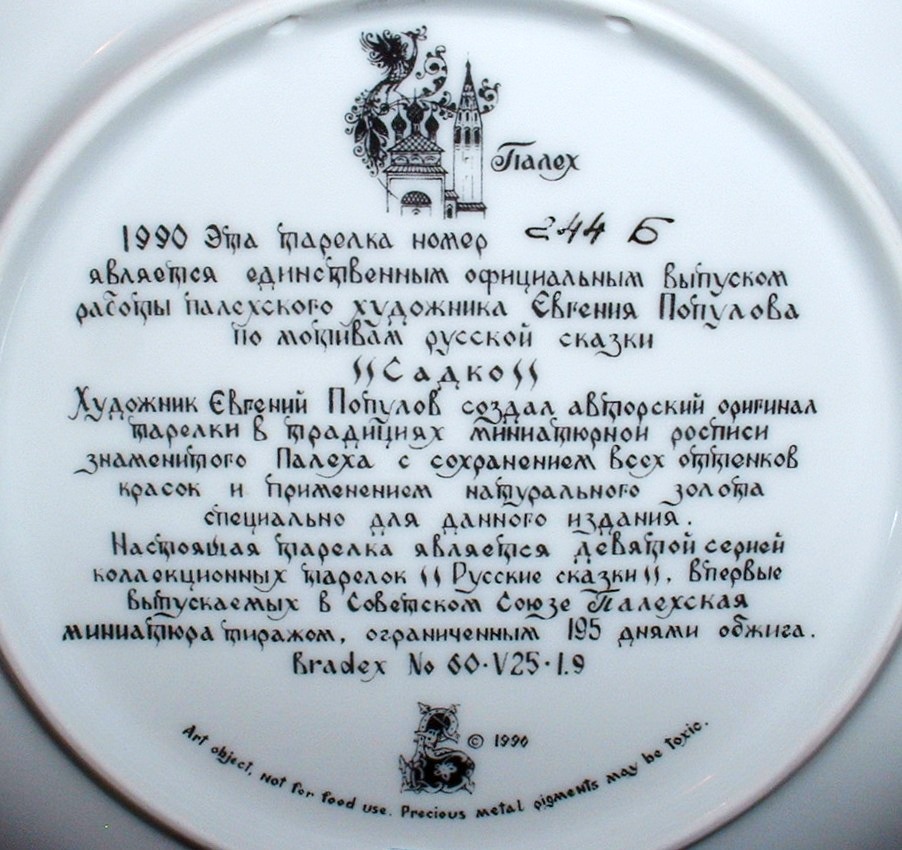 Палех
1990 Эта тарелка номер 244 Б
является единственным официальным выпуском
работы палехского художника Евгения Популова
по мотивам русской сказки
"Садко"
Художник Евгений Популов создал авторский оригинал
тарелки в традициях миниатюрной росписи
знаменитого Палеха с сохранением всех оттенков
красок и применением натурального золота
специально для данного издания.
Настоящая тарелка является девятой серией
коллекционных тарелок "Русские сказки", впервые
выпускаемых в Советском Союзе Палехская
миниатюра тиражом, ограниченным 195 днями обжига.
Bradex No 60·V25·1.9
© 1990
Art object, not for food use. Precious metal pigments may be toxic.